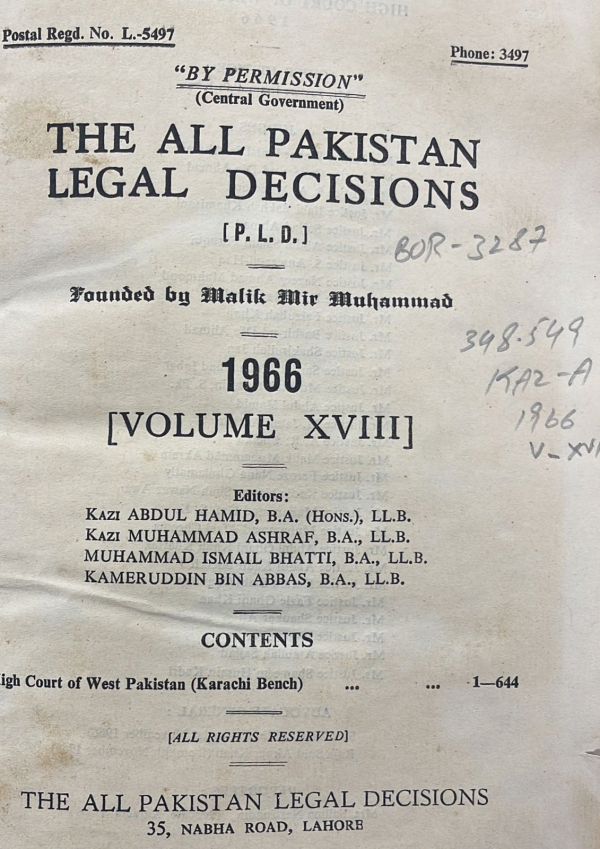 Postal Regd. No. L.-5497
Phone: 3497
"BY PERMISSION"
(Central Government)
THE ALL PAKISTAN
LEGAL DECISIONS
[P. L. D.]
BOR-3287
Founded by Malik Mir Muhammad
348.549
KAZ-A
1966
V-XVI
1966
[VOLUME XVIII]
Editors:
KAZI ABDUL HAMID, B.A. (HONS.), LL.B.
KAZI MUHAMMAD ASHRAF, B.A., LL.B.
MUHAMMAD ISMAIL BHATTI, B.A., LL.B.
KAMERUDDIN BIN ABBAS, B.A., LL.B.
CONTENTS
igh Court of West Pakistan (Karachi Bench) ... ... 1—644
[ALL RIGHTS RESERVED]
THE ALL PAKISTAN LEGAL DECISIONS
35, NABHA ROAD, LAHORE